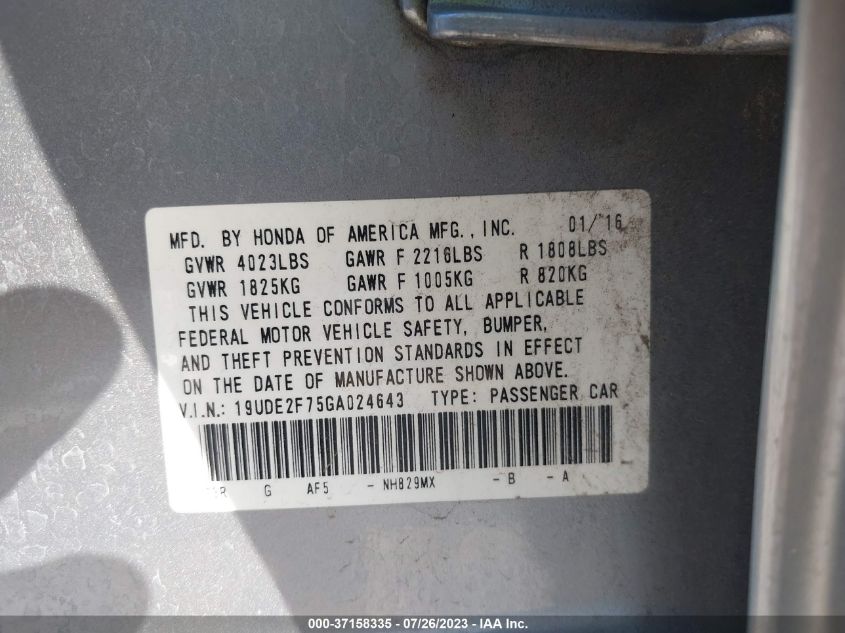 MFD. BY HONDA OF AMERICA MFG., INC. 01/16
GVWR 4023LBS GAWR F 2216LBS R 1808LBS
GVWR 1825KG GAWR F 1005KG R 820KG
THIS VEHICLE CONFORMS TO ALL APPLICABLE
FEDERAL MOTOR VEHICLE SAFETY, BUMPER,
AND THEFT PREVENTION STANDARDS IN EFFECT
ON THE DATE OF MANUFACTURE SHOWN ABOVE.
V.I.N.: 19UDE2F75GA024643 TYPE: PASSENGER CAR
G AF5 - NH829MX - B - A
000-37158335 / 07/26/2023 - IAA Inc.